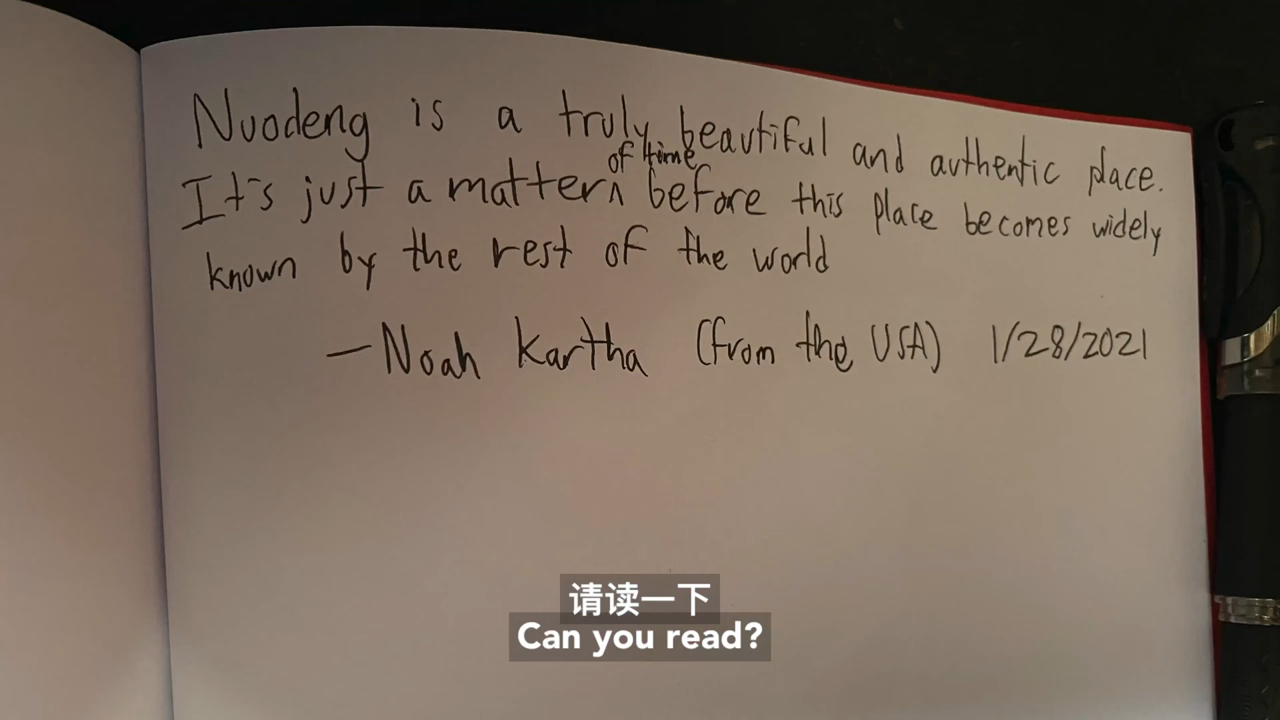 Nuodeng is a truly beautiful and authentic place.
It's just a matter of time before this place becomes widely
known by the rest of the world
—Noah Kartha (from the USA) 1/28/2021
请读一下
Can you read?